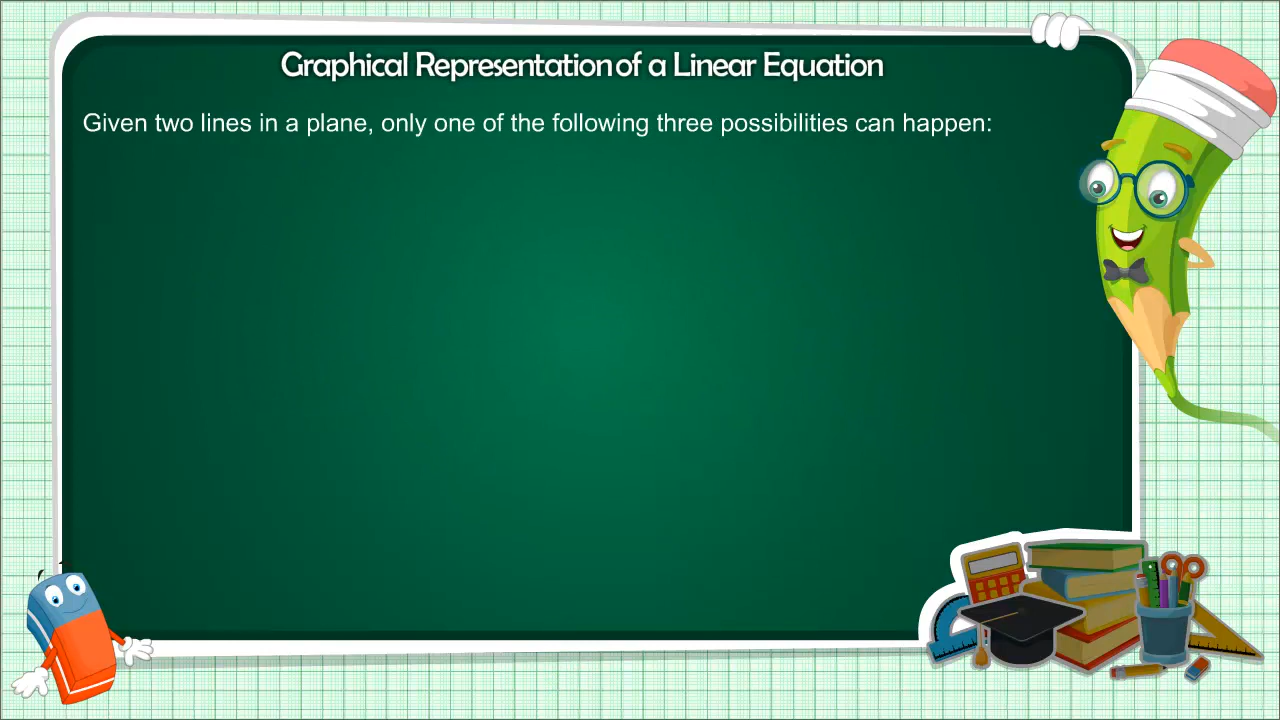 Graphical Representation of a Linear Equation
Given two lines in a plane, only one of the following three possibilities can happen: